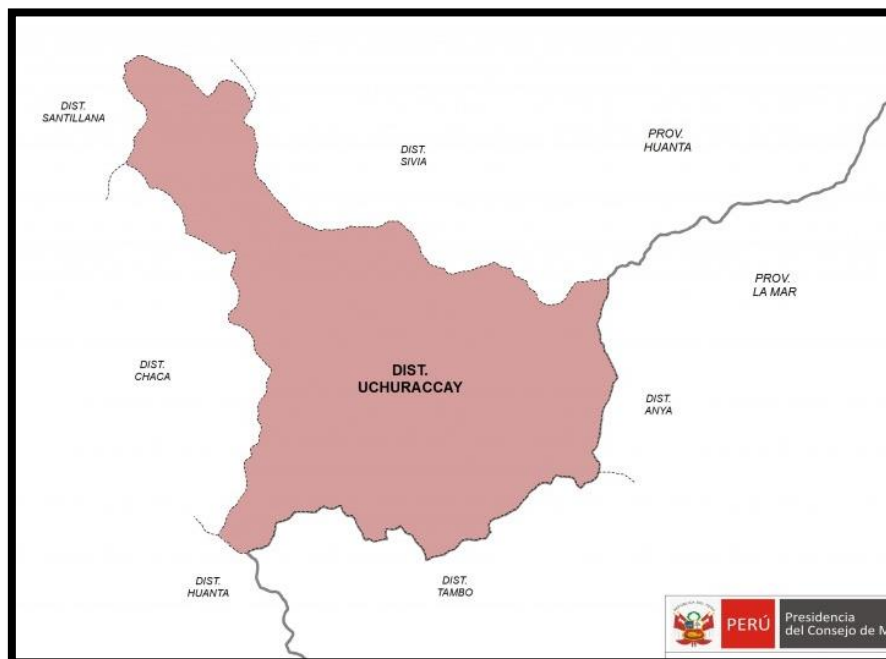 DIST.
SANTILLANA
DIST.
SIVIA
PROV.
HUANTA
PROV.
LA MAR
DIST.
CHACA
DIST.
UCHURACCAY
DIST.
ANYA
DIST.
HUANTA
DIST.
TAMBO
PERÚ
Presidencia
del Consejo de M